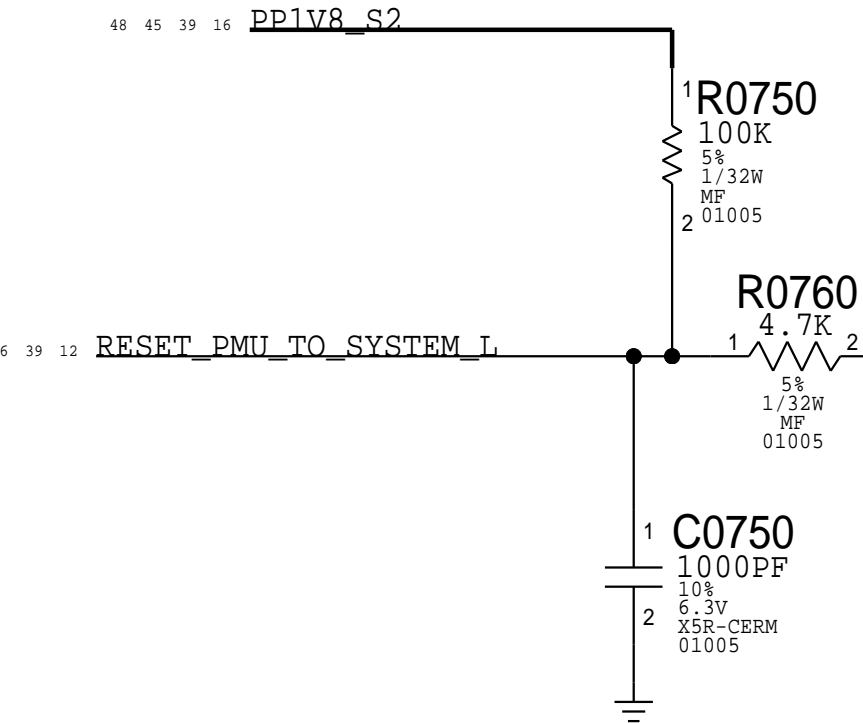 48 45 39 16 PP1V8_S2
1 R0750
100K
5%
1/32W
MF
2 01005
R0760
6 39 12 RESET_PMU_TO_SYSTEM_L
1 4.7K 2
5%
1/32W
MF
01005
1 C0750
1000PF
10%
6.3V
2 X5R-CERM
01005